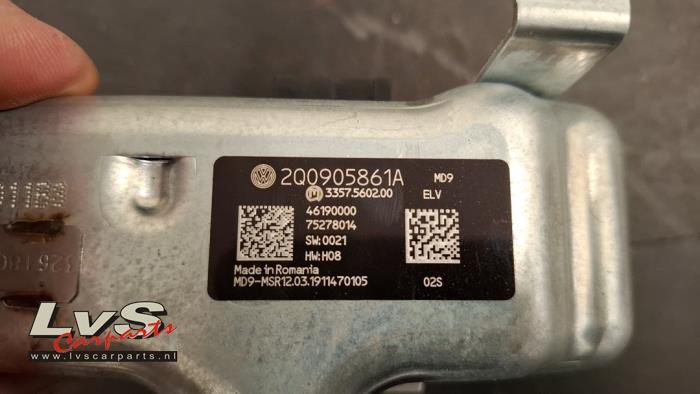 2Q0905861A MD9
3357.5602.00 ELV
46190000
75278014
SW:0021
HW:H08
Made in Romania
MD9-MSR12.03.1911470105 02S
LvS
Carparts
www.lvscarparts.nl